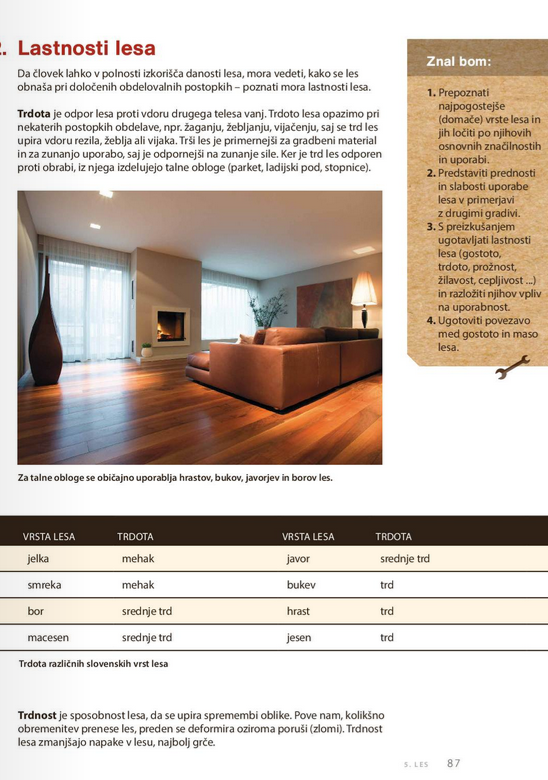 2. Lastnosti lesa
Da človek lahko v polnosti izkorišča danosti lesa, mora vedeti, kako se les
obnaša pri določenih obdelovalnih postopkih – poznati mora lastnosti lesa.
Trdota je odpor lesa proti vdoru drugega telesa vanj. Trdoto lesa opazimo pri
nekaterih postopkih obdelave, npr. žaganju, žebljanju, vijačenju, saj se trd les
upira vdoru rezila, žeblja ali vijaka. Trši les je primernejši za gradbeni material
in za zunanjo uporabo, saj je odpornejši na zunanje sile. Ker je trd les odporen
proti obrabi, iz njega izdelujejo talne obloge (parket, ladijski pod, stopnice).
Za talne obloge se običajno uporablja hrastov, bukov, javorjev in borov les.
Znal bom:
1. Prepoznati
najpogostejše
(domače) vrste lesa in
jih ločiti po njihovih
osnovnih značilnostih
in uporabi.
2. Predstaviti prednosti
in slabosti uporabe
lesa v primerjavi
z drugimi gradivi.
3. S preizkušanjem
ugotavljati lastnosti
lesa (gostoto,
trdoto, prožnost,
žilavost, cepljivost ...)
in razložiti njihov vpliv
na uporabnost.
4. Ugotoviti povezavo
med gostoto in maso
lesa.
VRSTA LESA TRDOTA VRSTA LESA TRDOTA
jelka mehak javor srednje trd
smreka mehak bukev trd
bor srednje trd hrast trd
macesen srednje trd jesen trd
Trdota različnih slovenskih vrst lesa
Trdnost je sposobnost lesa, da se upira spremembi oblike. Pove nam, kolikšno
obremenitev prenese les, preden se deformira oziroma poruši (zlomi). Trdnost
lesa zmanjšajo napake v lesu, najbolj grče.
5. LES 87